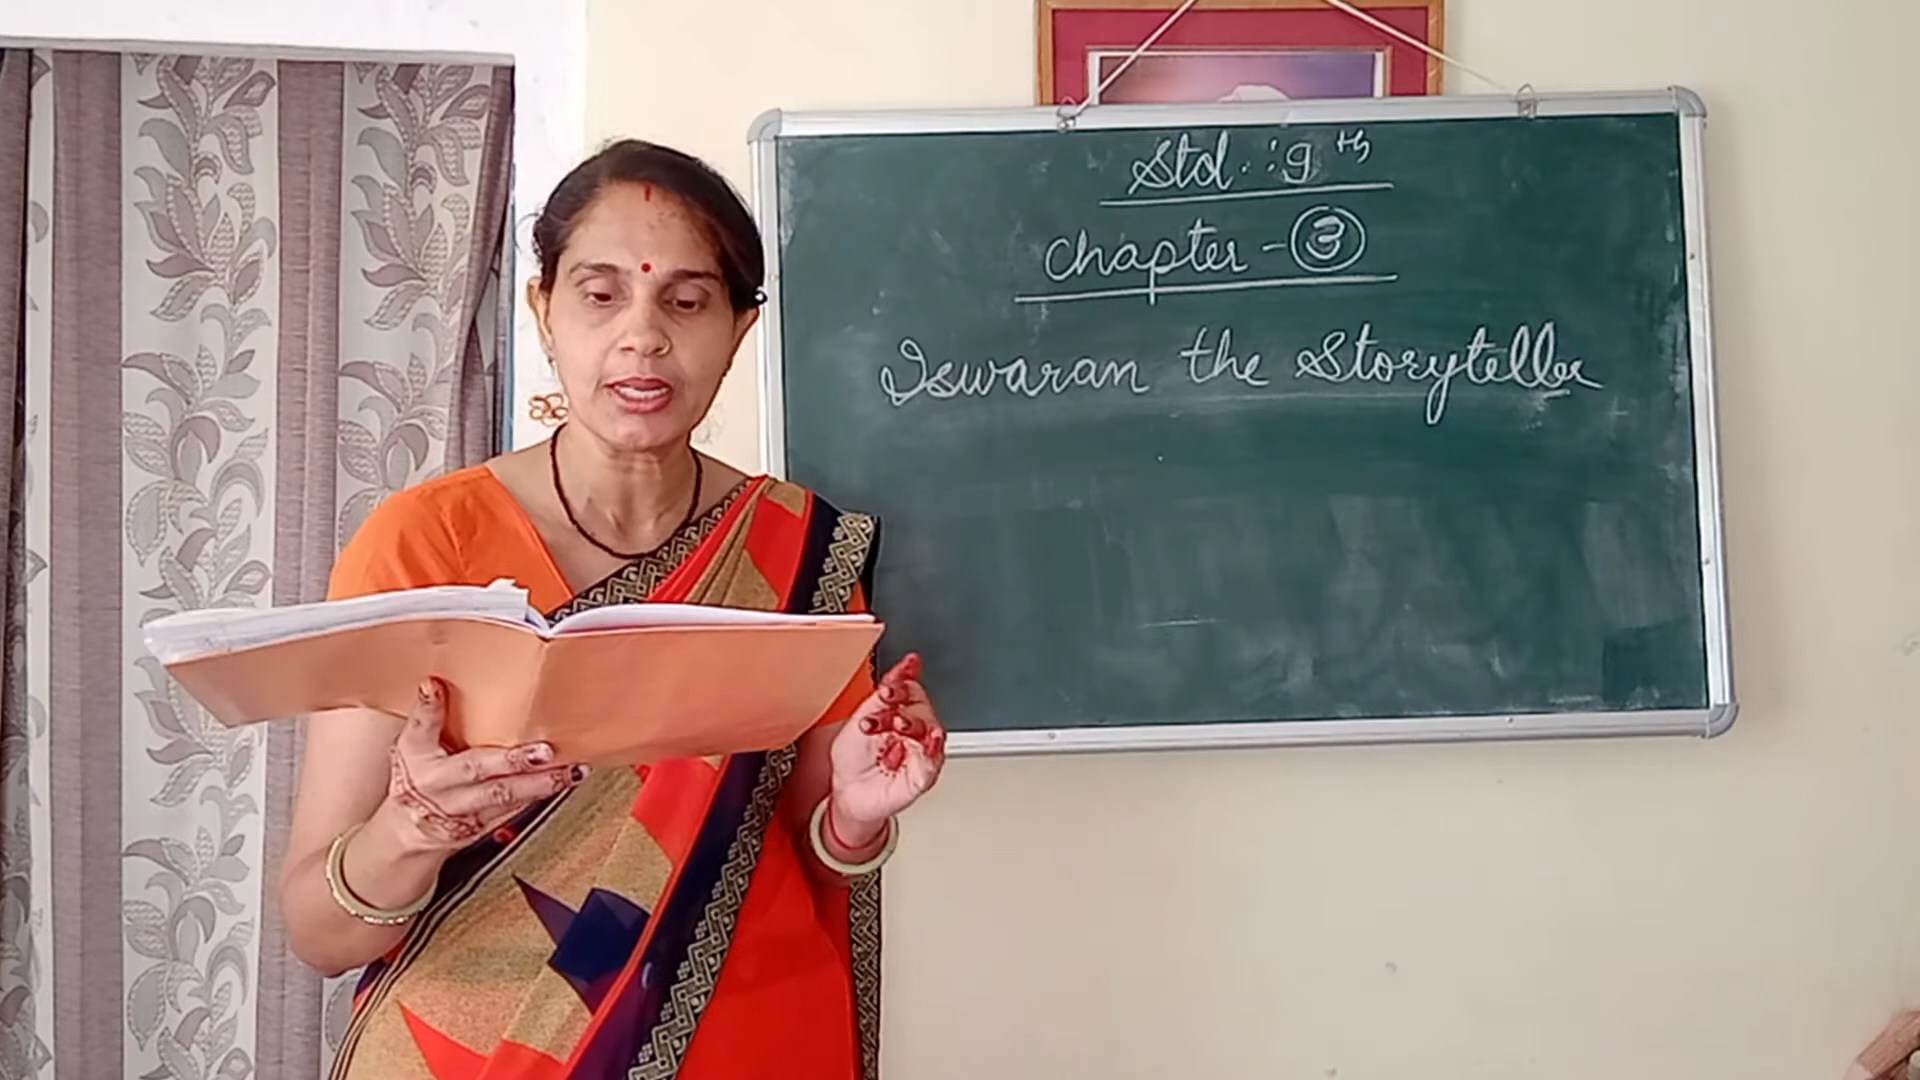 Std. : 9th
Chapter - 3
Iswaran the Storyteller